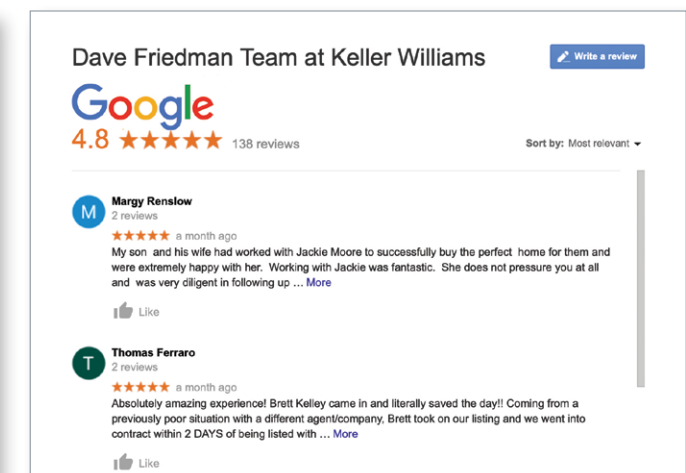 Dave Friedman Team at Keller Williams
Write a review
Google
4.8 ★★★★★ 138 reviews
Sort by: Most relevant
M
Margy Renslow
2 reviews
★★★★★ a month ago
My son and his wife had worked with Jackie Moore to successfully buy the perfect home for them and
were extremely happy with her. Working with Jackie was fantastic. She does not pressure you at all
and was very diligent in following up ... More
Like
T
Thomas Ferraro
2 reviews
★★★★★ a month ago
Absolutely amazing experience! Brett Kelley came in and literally saved the day!! Coming from a
previously poor situation with a different agent/company, Brett took on our listing and we went into
contract within 2 DAYS of being listed with ... More
Like